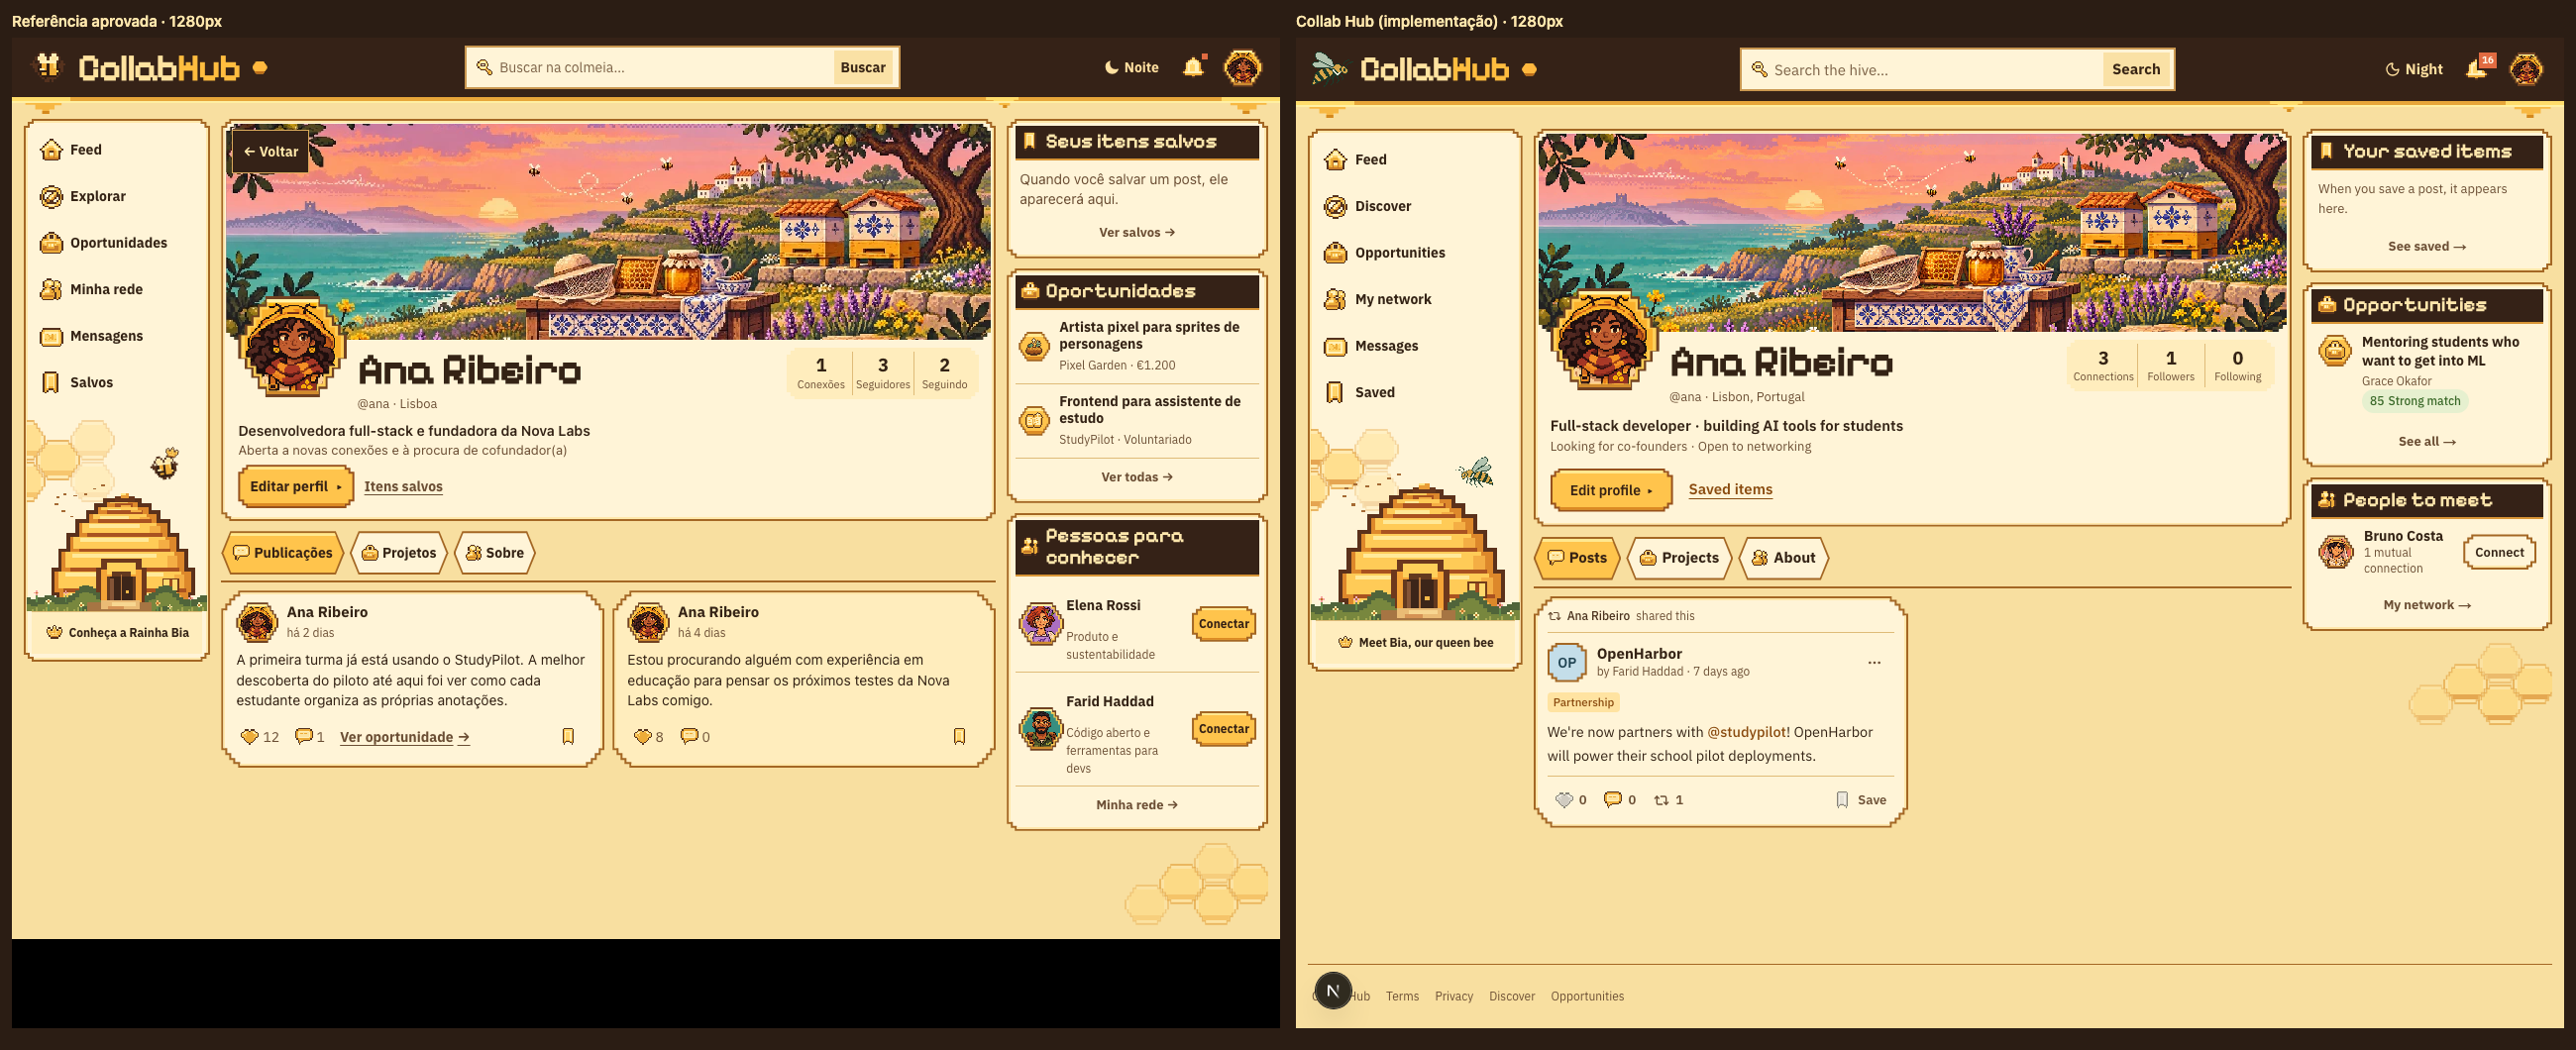 Referência aprovada · 1280px
CollabHub
Buscar na colmeia...
Buscar
Noite
Feed
Explorar
Oportunidades
Minha rede
Mensagens
Salvos
Conheça a Rainha Bia
← Voltar
Ana Ribeiro
@ana · Lisboa
1
Conexões
3
Seguidores
2
Seguindo
Desenvolvedora full-stack e fundadora da Nova Labs
Aberta a novas conexões e à procura de cofundador(a)
Editar perfil
Itens salvos
Publicações
Projetos
Sobre
Ana Ribeiro
há 2 dias
A primeira turma já está usando o StudyPilot. A melhor
descoberta do piloto até aqui foi ver como cada
estudante organiza as próprias anotações.
12
1
Ver oportunidade →
Ana Ribeiro
há 4 dias
Estou procurando alguém com experiência em
educação para pensar os próximos testes da Nova
Labs comigo.
8
0
Seus itens salvos
Quando você salvar um post, ele
aparecerá aqui.
Ver salvos →
Oportunidades
Artista pixel para sprites de
personagens
Pixel Garden · €1.200
Frontend para assistente de
estudo
StudyPilot · Voluntariado
Ver todas →
Pessoas para
conhecer
Elena Rossi
Produto e
sustentabilidade
Conectar
Farid Haddad
Código aberto e
ferramentas para
devs
Conectar
Minha rede →
Collab Hub (implementação) · 1280px
CollabHub
Search the hive...
Search
Night
16
Feed
Discover
Opportunities
My network
Messages
Saved
Meet Bia, our queen bee
Ana Ribeiro
@ana · Lisbon, Portugal
3
Connections
1
Followers
0
Following
Full-stack developer · building AI tools for students
Looking for co-founders · Open to networking
Edit profile
Saved items
Posts
Projects
About
Ana Ribeiro shared this
OP
OpenHarbor
by Farid Haddad · 7 days ago
...
Partnership
We're now partners with @studypilot! OpenHarbor
will power their school pilot deployments.
0
0
1
Save
Your saved items
When you save a post, it appears
here.
See saved →
Opportunities
Mentoring students who
want to get into ML
Grace Okafor
85 Strong match
See all →
People to meet
Bruno Costa
1 mutual
connection
Connect
My network →
N
Hub
Terms
Privacy
Discover
Opportunities